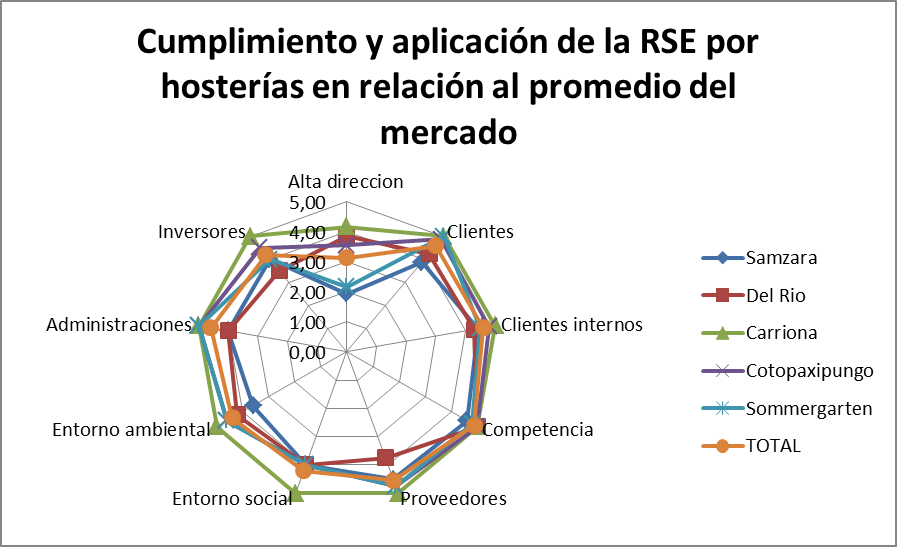 Cumplimiento y aplicación de la RSE por
hosterías en relación al promedio del
mercado
Alta direccion
5,00
4,00
3,00
2,00
1,00
0,00
Inversores
Clientes
Administraciones
Clientes internos
Entorno ambiental
Competencia
Entorno social
Proveedores
Samzara
Del Rio
Carriona
Cotopaxipungo
Sommergarten
TOTAL